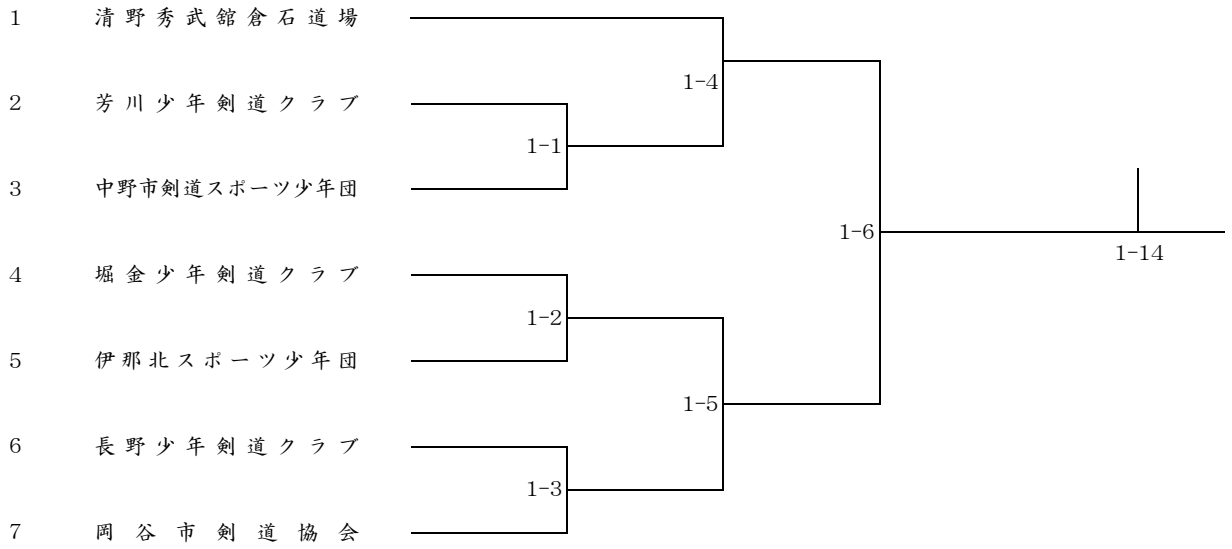 1 清野秀武舘倉石道場
1-4
2 芳川少年剣道クラブ
1-1
3 中野市剣道スポーツ少年団
1-6
1-14
4 堀金少年剣道クラブ
1-2
5 伊那北スポーツ少年団
1-5
6 長野少年剣道クラブ
1-3
7 岡谷市剣道協会